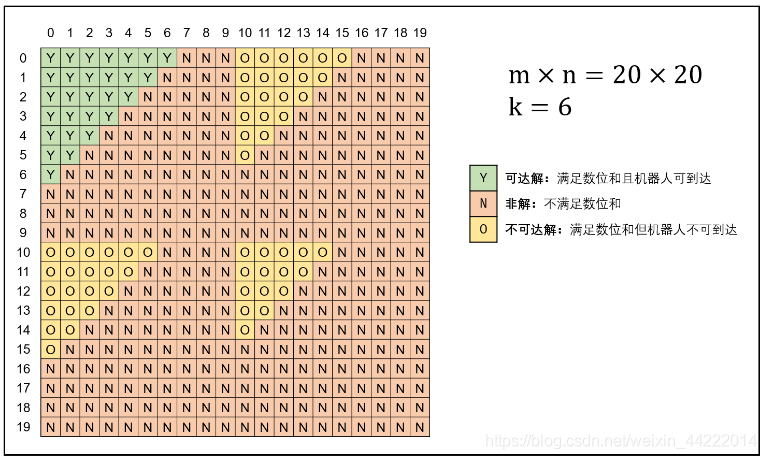 0 1 2 3 4 5 6 7 8 9 10 11 12 13 14 15 16 17 18 19
0 Y Y Y Y Y Y Y N N N O O O O O O N N N N
1 Y Y Y Y Y Y N N N N O O O O O N N N N N
2 Y Y Y Y Y N N N N N O O O O N N N N N N
3 Y Y Y Y N N N N N N O O O N N N N N N N
4 Y Y Y N N N N N N N O O N N N N N N N N
5 Y Y N N N N N N N N O N N N N N N N N N
6 Y N N N N N N N N N N N N N N N N N N N
7 N N N N N N N N N N N N N N N N N N N N
8 N N N N N N N N N N N N N N N N N N N N
9 N N N N N N N N N N N N N N N N N N N N
10 O O O O O O N N N N O O O O O N N N N N
11 O O O O O N N N N N O O O O N N N N N N
12 O O O O N N N N N N O O O N N N N N N N
13 O O O N N N N N N N O O N N N N N N N N
14 O O N N N N N N N N O N N N N N N N N N
15 O N N N N N N N N N N N N N N N N N N N
16 N N N N N N N N N N N N N N N N N N N N
17 N N N N N N N N N N N N N N N N N N N N
18 N N N N N N N N N N N N N N N N N N N N
19 N N N N N N N N N N N N N N N N N N N N
m × n = 20 × 20
k = 6
Y 可达解：满足数位和且机器人可到达
N 非解：不满足数位和
O 不可达解：满足数位和但机器人不可到达
https://blog.csdn.net/weixin_44222014